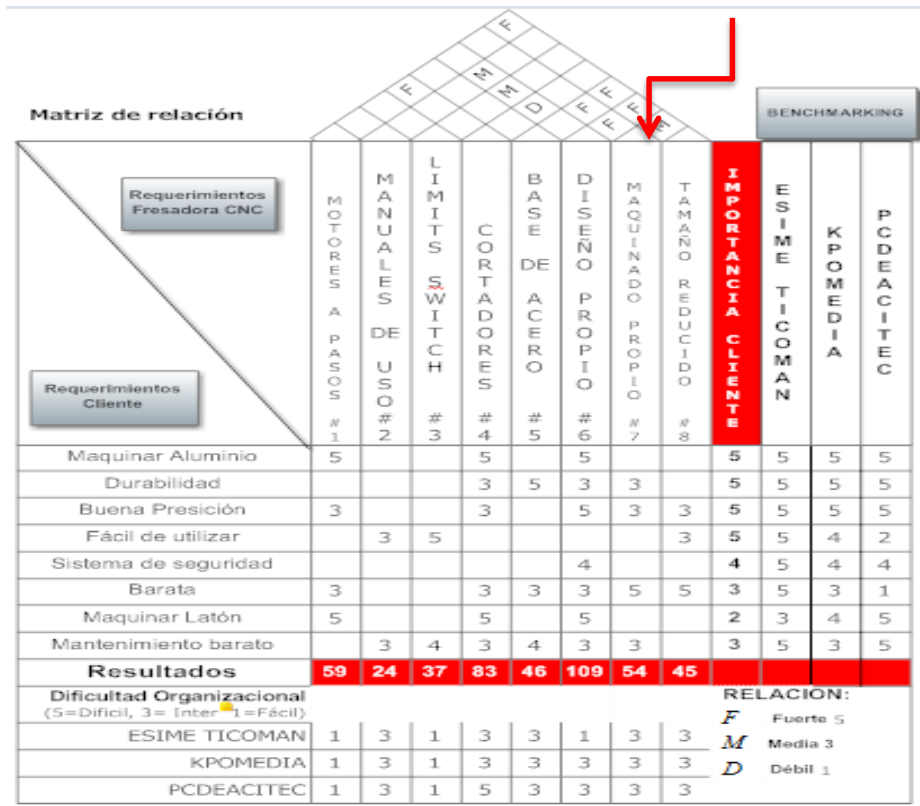 F
M
F M
D F F
F F M
Matriz de relación
BENCHMARKING
Requerimientos
Fresadora CNC
Requerimientos
Cliente
MOTORES A PASOS #1
MANUALES DE USO #2
LIMITS SWITCH #3
CORTADORES #4
BASE DE ACERO #5
DISEÑO PROPIO #6
MAQUINADO PROPIO #7
TAMAÑO REDUCIDO #8
IMPORTANCIA CLIENTE
ESIME TICOMAN
KPOMEDIA
PCDEACITEC
Maquinar Aluminio 5 5 5 5 5 5 5
Durabilidad 3 5 3 3 5 5 5 5
Buena Presición 3 3 5 3 3 5 5 5 5
Fácil de utilizar 3 5 3 5 5 4 2
Sistema de seguridad 4 4 5 4 4
Barata 3 3 3 3 5 5 3 5 3 1
Maquinar Latón 5 5 5 2 3 4 5
Mantenimiento barato 3 4 3 4 3 3 3 5 3 5
Resultados 59 24 37 83 46 109 54 45
Dificultad Organizacional
(5=Dificil, 3= Inter 1=Fécil)
ESIME TICOMAN 1 3 1 3 3 1 3 3
KPOMEDIA 1 3 1 3 3 3 3 3
PCDEACITEC 1 3 1 5 3 3 3 3
RELACION:
F Fuerte 5
M Media 3
D Débil 1